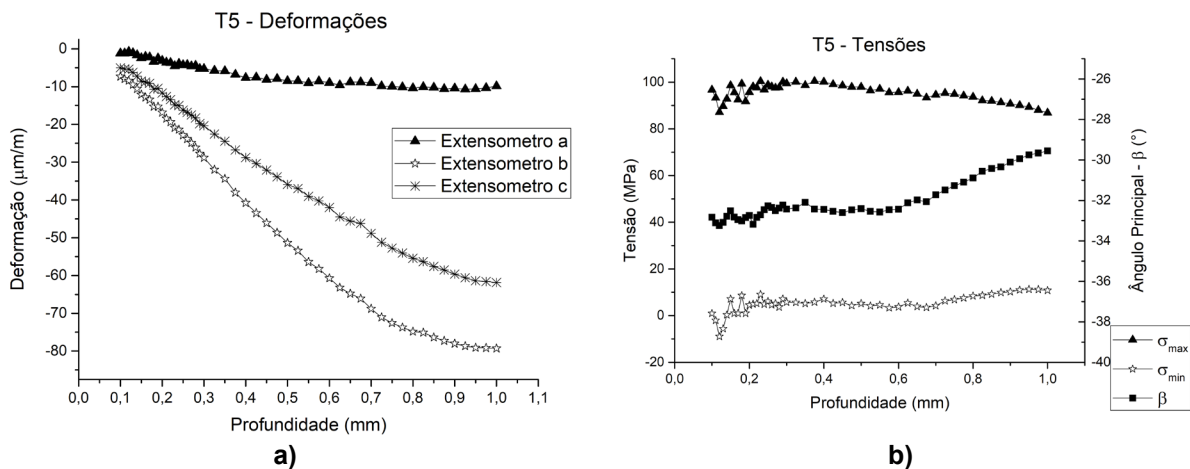 a)
T5 - Deformações
0
-10
-20
-30
-40
-50
-60
-70
-80
Deformação (μm/m)
Extensometro a
Extensometro b
Extensometro c
0,0 0,1 0,2 0,3 0,4 0,5 0,6 0,7 0,8 0,9 1,0 1,1
Profundidade (mm)
a)
b)
T5 - Tensões
100
80
60
40
20
0
-20
Tensão (MPa)
-26
-28
-30
-32
-34
-36
-38
-40
Ângulo Principal - β (°)
0,0 0,2 0,4 0,6 0,8 1,0
Profundidade (mm)
σmax
σmin
β
b)